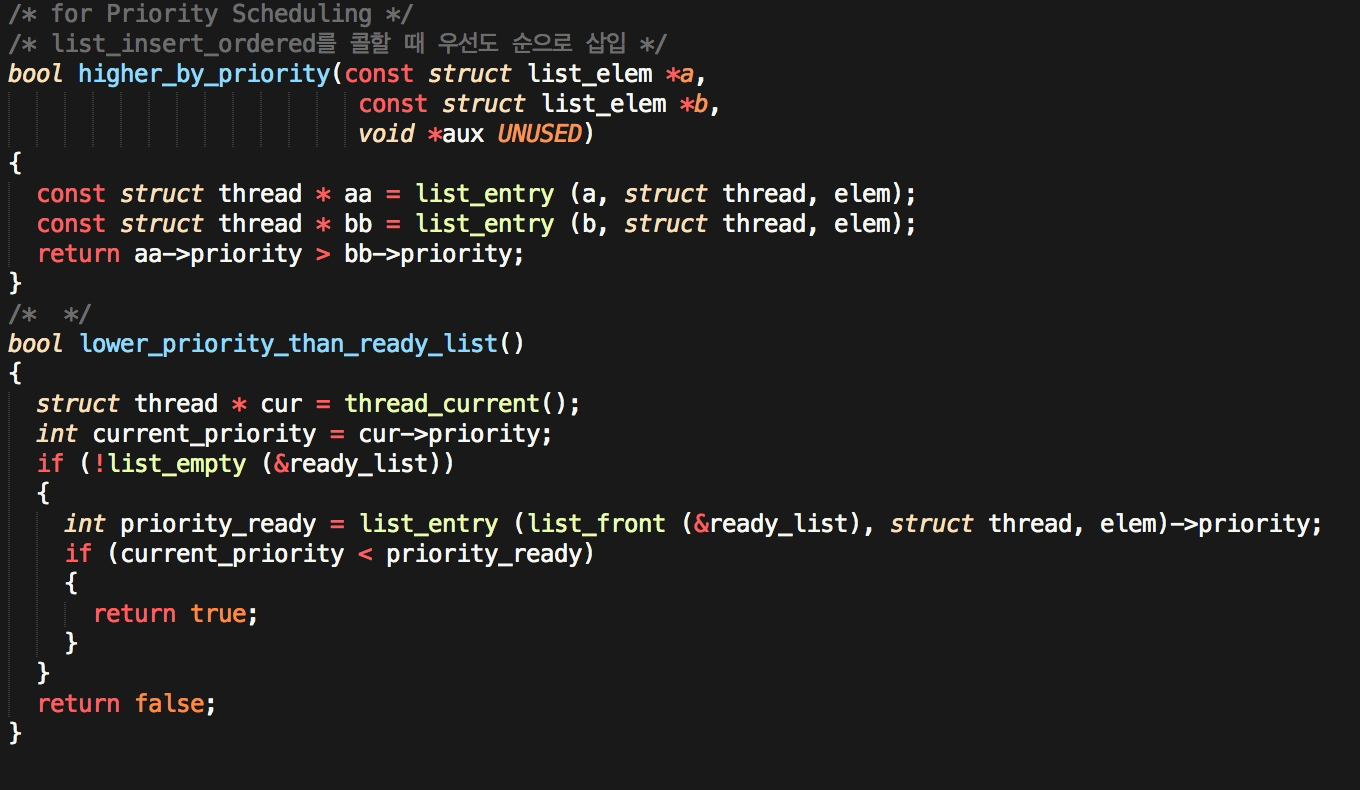 /* for Priority Scheduling */
/* list_insert_ordered를 콜할 때 우선도 순으로 삽입 */
bool higher_by_priority(const struct list_elem *a,
                         const struct list_elem *b,
                         void *aux UNUSED)
{
  const struct thread * aa = list_entry (a, struct thread, elem);
  const struct thread * bb = list_entry (b, struct thread, elem);
  return aa->priority > bb->priority;
}
/*  */
bool lower_priority_than_ready_list()
{
  struct thread * cur = thread_current();
  int current_priority = cur->priority;
  if (!list_empty (&ready_list))
  {
    int priority_ready = list_entry (list_front (&ready_list), struct thread, elem)->priority;
    if (current_priority < priority_ready)
    {
      return true;
    }
  }
  return false;
}